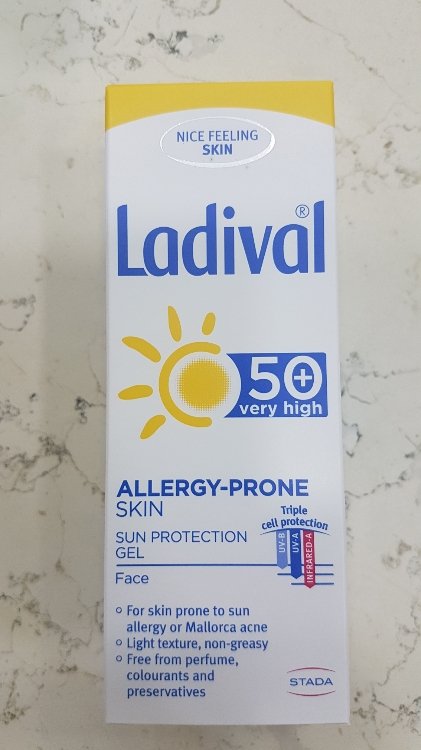 NICE FEELING
SKIN
Ladival®
50+
very high
ALLERGY-PRONE
SKIN
SUN PROTECTION
GEL
Face
Triple
cell protection
UV-B
UV-A
INFRARED-A
° For skin prone to sun
allergy or Mallorca acne
° Light texture, non-greasy
° Free from perfume,
colourants and
preservatives
STADA